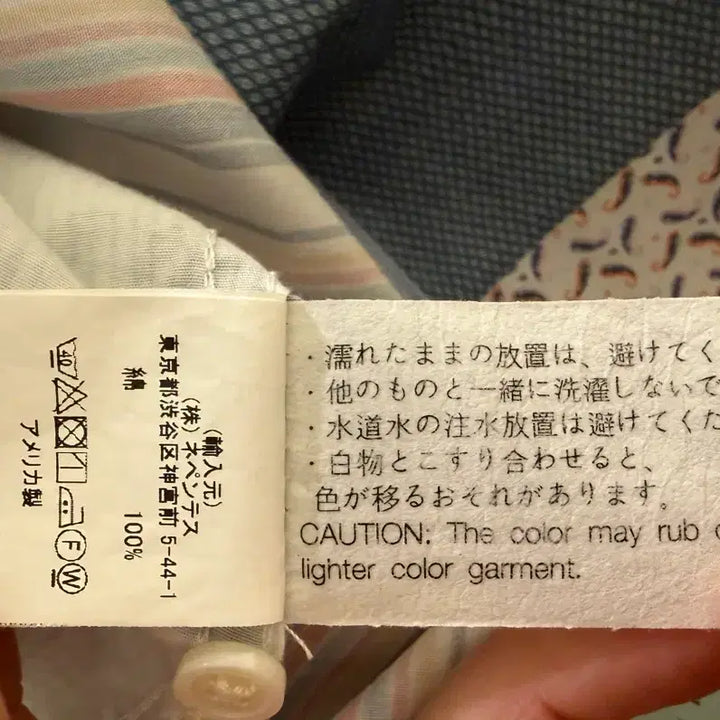 (輸入元)
(株)ネペンテス
東京都渋谷区神宮前 5-44-1
綿 100%
40
F W
アメリカ製
・濡れたままの放置は、避けてく
・他のものと一緒に洗濯しないで
・水道水の注水放置は避けてくだ
・白物とこすり合わせると、
色が移るおそれがあります。
CAUTION: The color may rub
lighter color garment.